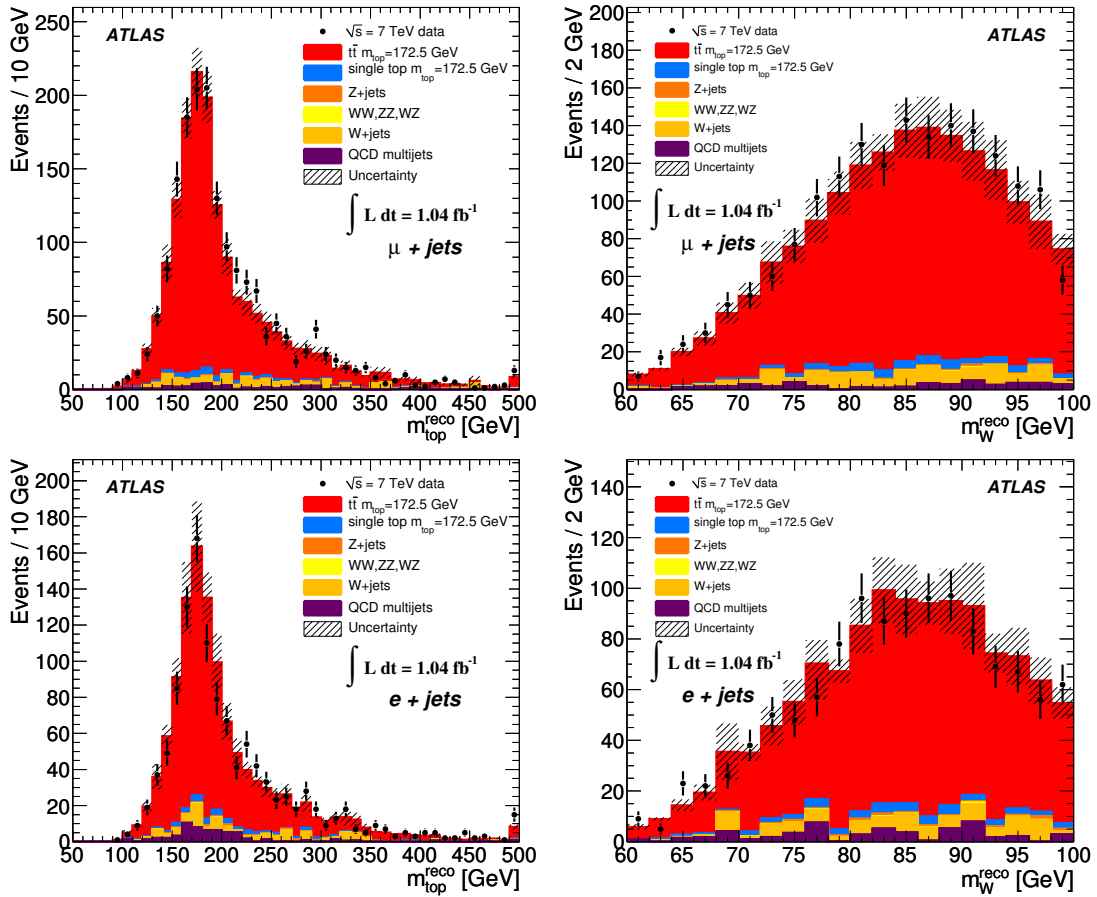 Events / 10 GeV
260
250
200
150
100
50
0
ATLAS
√s = 7 TeV data
tt̄ m_top=172.5 GeV
single top m_top=172.5 GeV
Z+jets
WW,ZZ,WZ
W+jets
QCD multijets
Uncertainty
∫ L dt = 1.04 fb⁻¹
μ + jets
50 100 150 200 250 300 350 400 450 500
m_top^reco [GeV]
Events / 2 GeV
200
180
160
140
120
100
80
60
40
20
0
ATLAS
√s = 7 TeV data
tt̄ m_top=172.5 GeV
single top m_top=172.5 GeV
Z+jets
WW,ZZ,WZ
W+jets
QCD multijets
Uncertainty
∫ L dt = 1.04 fb⁻¹
μ + jets
60 65 70 75 80 85 90 95 100
m_W^reco [GeV]
Events / 10 GeV
200
180
160
140
120
100
80
60
40
20
0
ATLAS
√s = 7 TeV data
tt̄ m_top=172.5 GeV
single top m_top=172.5 GeV
Z+jets
WW,ZZ,WZ
W+jets
QCD multijets
Uncertainty
∫ L dt = 1.04 fb⁻¹
e + jets
50 100 150 200 250 300 350 400 450 500
m_top^reco [GeV]
Events / 2 GeV
140
120
100
80
60
40
20
0
ATLAS
√s = 7 TeV data
tt̄ m_top=172.5 GeV
single top m_top=172.5 GeV
Z+jets
WW,ZZ,WZ
W+jets
QCD multijets
Uncertainty
∫ L dt = 1.04 fb⁻¹
e + jets
60 65 70 75 80 85 90 95 100
m_W^reco [GeV]